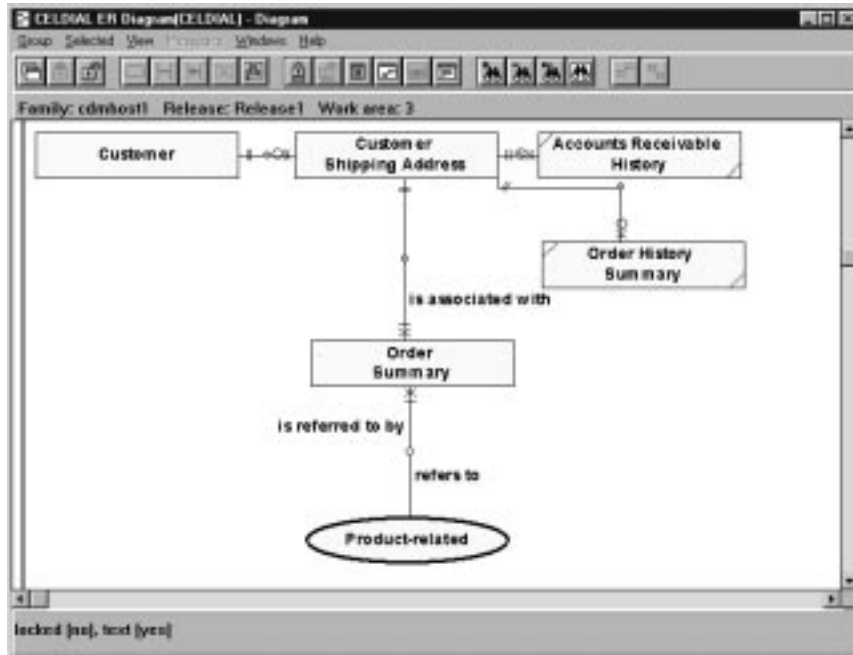 CELDIAL ER Diagram(CELDIAL) - Diagram
Group Selected View Windows Help
Family: cdmhost1 Release: Release1 Work area: 3
Customer
Customer
Shipping Address
Accounts Receivable
History
Order History
Summary
is associated with
Order
Summary
is referred to by
refers to
Product-related
locked [no], text [yes]